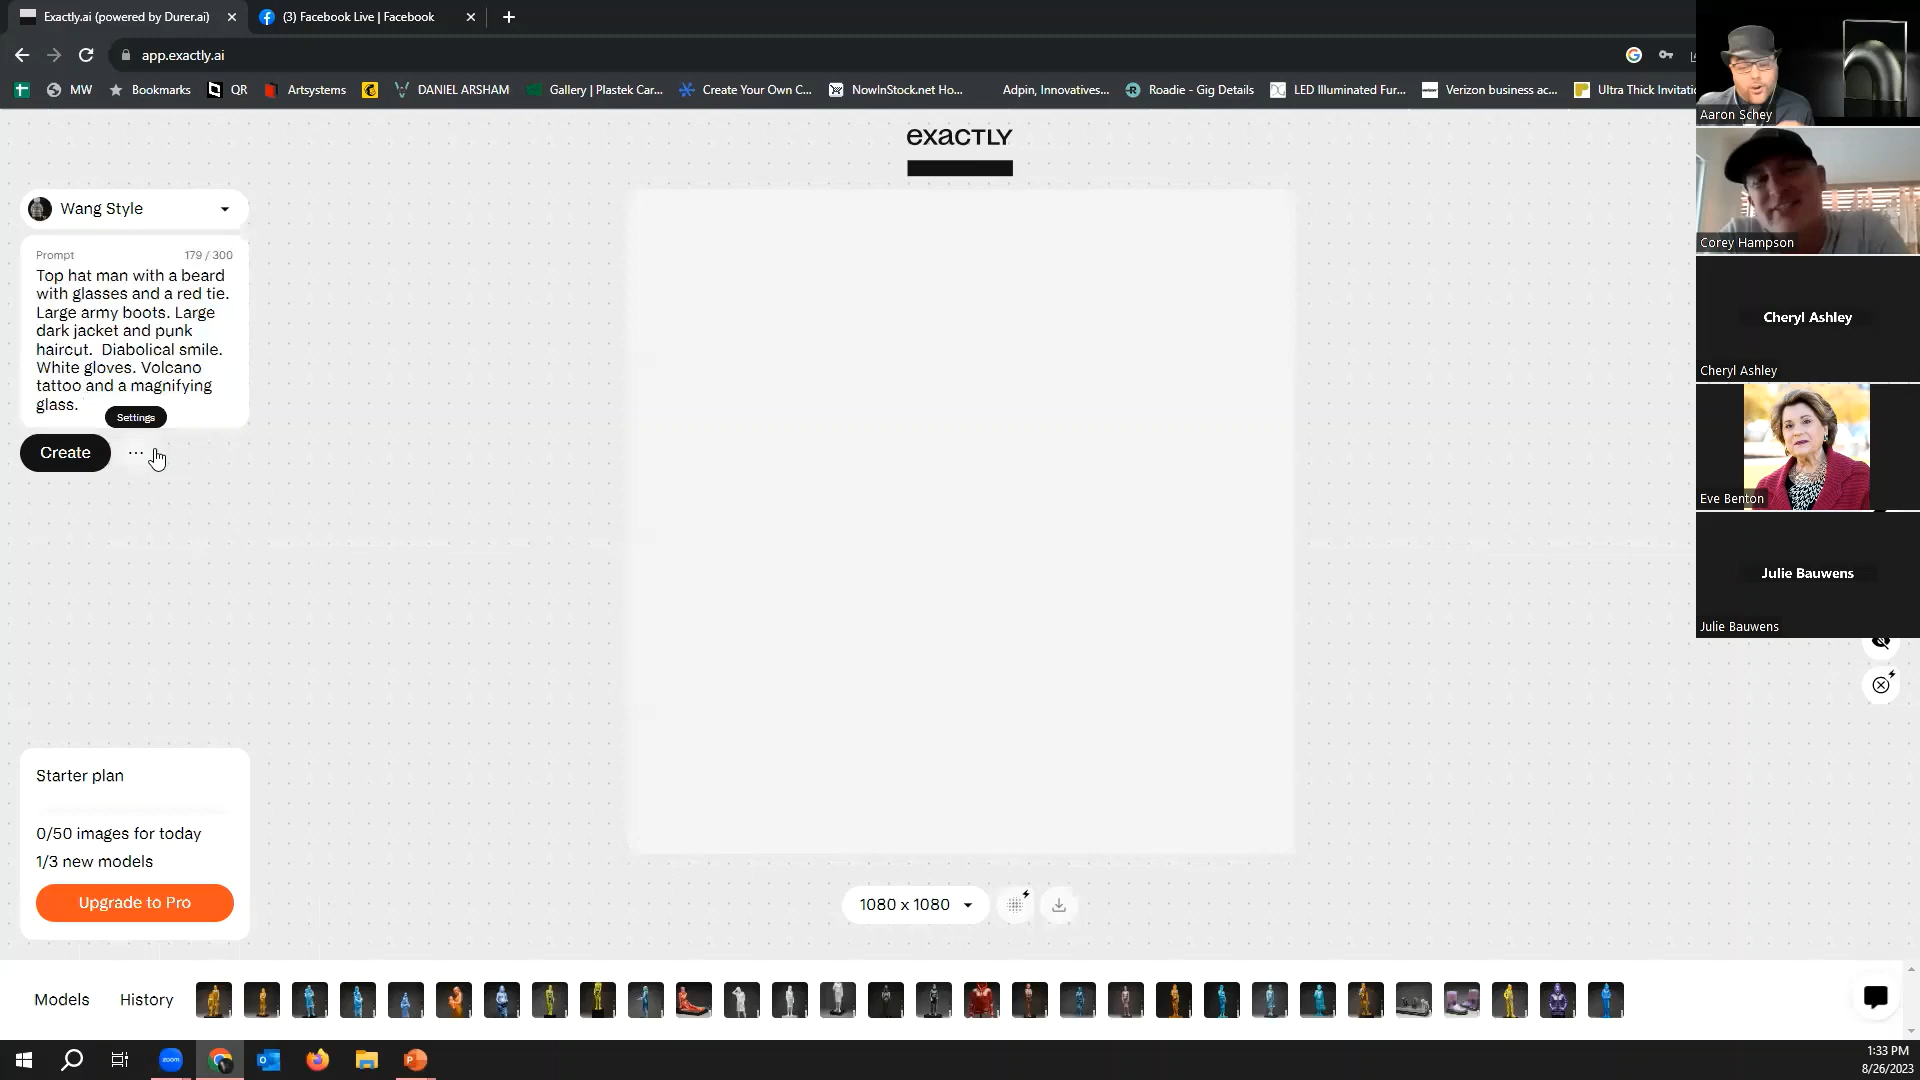 Exactly.ai (powered by Durer.ai)
(3) Facebook Live | Facebook
app.exactly.ai
MW
Bookmarks
QR
Artsystems
DANIEL ARSHAM
Gallery | Plastek Car...
Create Your Own C...
NowInStock.net Ho...
Adpin, Innovatives...
Roadie - Gig Details
LED Illuminated Fur...
Verizon business ac...
Ultra Thick Invitatio
Aaron Schey
Corey Hampson
Cheryl Ashley
Cheryl Ashley
Eve Benton
Julie Bauwens
Julie Bauwens
exactly
Wang Style
Prompt
179 / 300
Top hat man with a beard
with glasses and a red tie.
Large army boots. Large
dark jacket and punk
haircut.  Diabolical smile.
White gloves. Volcano
tattoo and a magnifying
glass.
Settings
Create
Starter plan
0/50 images for today
1/3 new models
Upgrade to Pro
1080 x 1080
Models
History
zoom
1:33 PM
8/26/2023